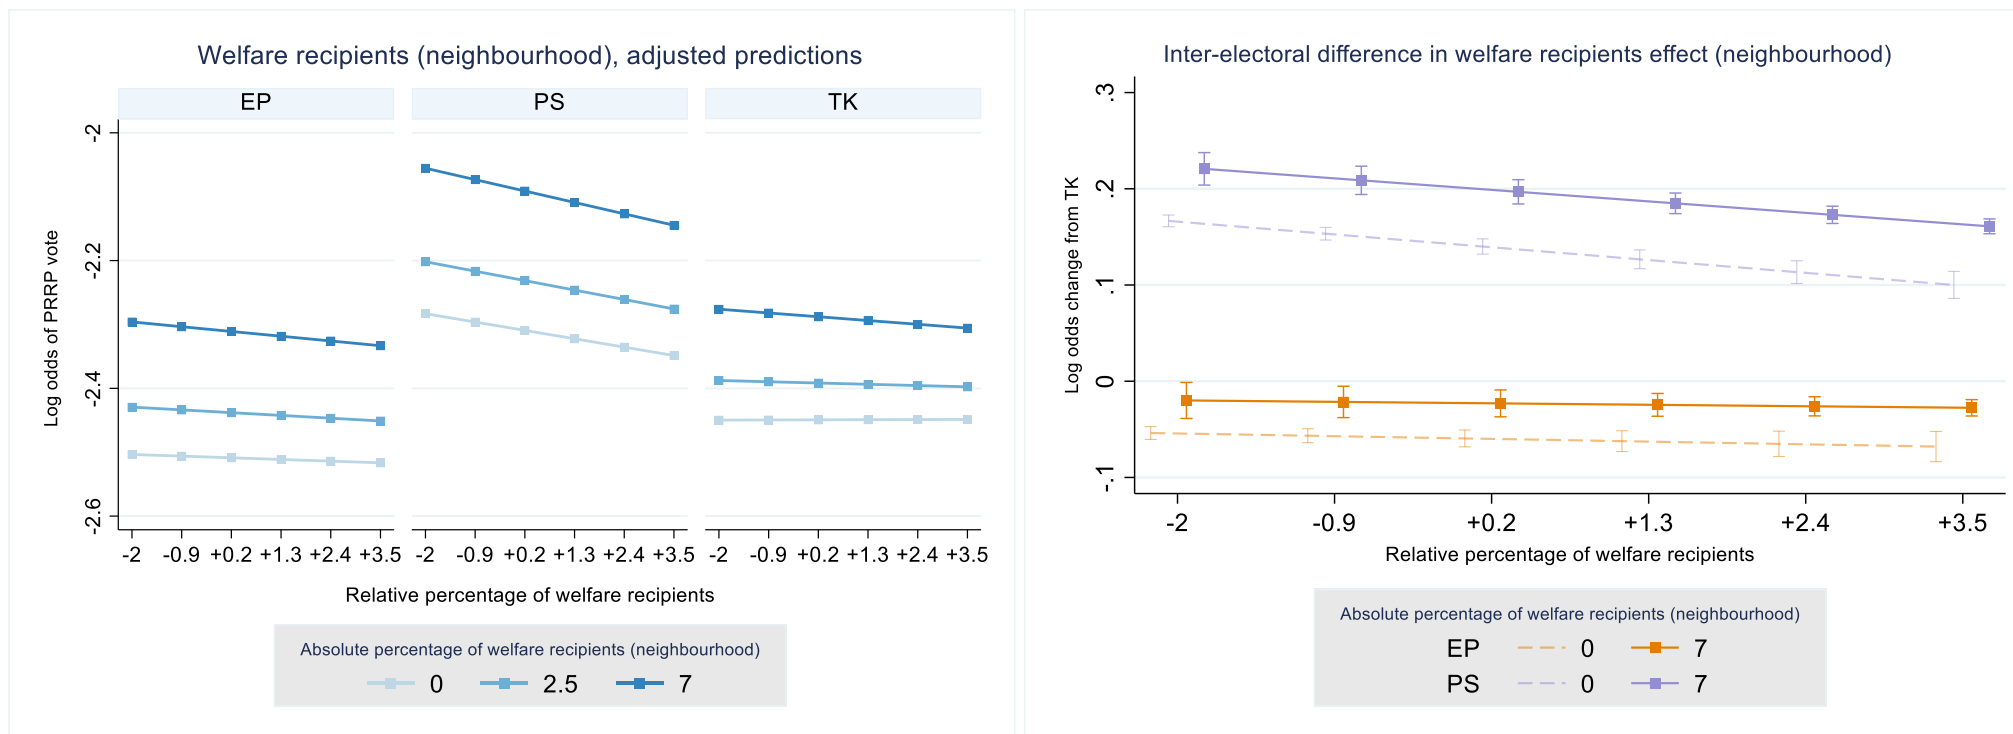 Welfare recipients (neighbourhood), adjusted predictions
EP PS TK
Log odds of PRRP vote
-2
-2.2
-2.4
-2.6
-2 -0.9 +0.2 +1.3 +2.4 +3.5 -2 -0.9 +0.2 +1.3 +2.4 +3.5 -2 -0.9 +0.2 +1.3 +2.4 +3.5
Relative percentage of welfare recipients
Absolute percentage of welfare recipients (neighbourhood)
0 2.5 7
Inter-electoral difference in welfare recipients effect (neighbourhood)
Log odds change from TK
.3
.2
.1
0
-.1
-2 -0.9 +0.2 +1.3 +2.4 +3.5
Relative percentage of welfare recipients
Absolute percentage of welfare recipients (neighbourhood)
EP 0 7
PS 0 7